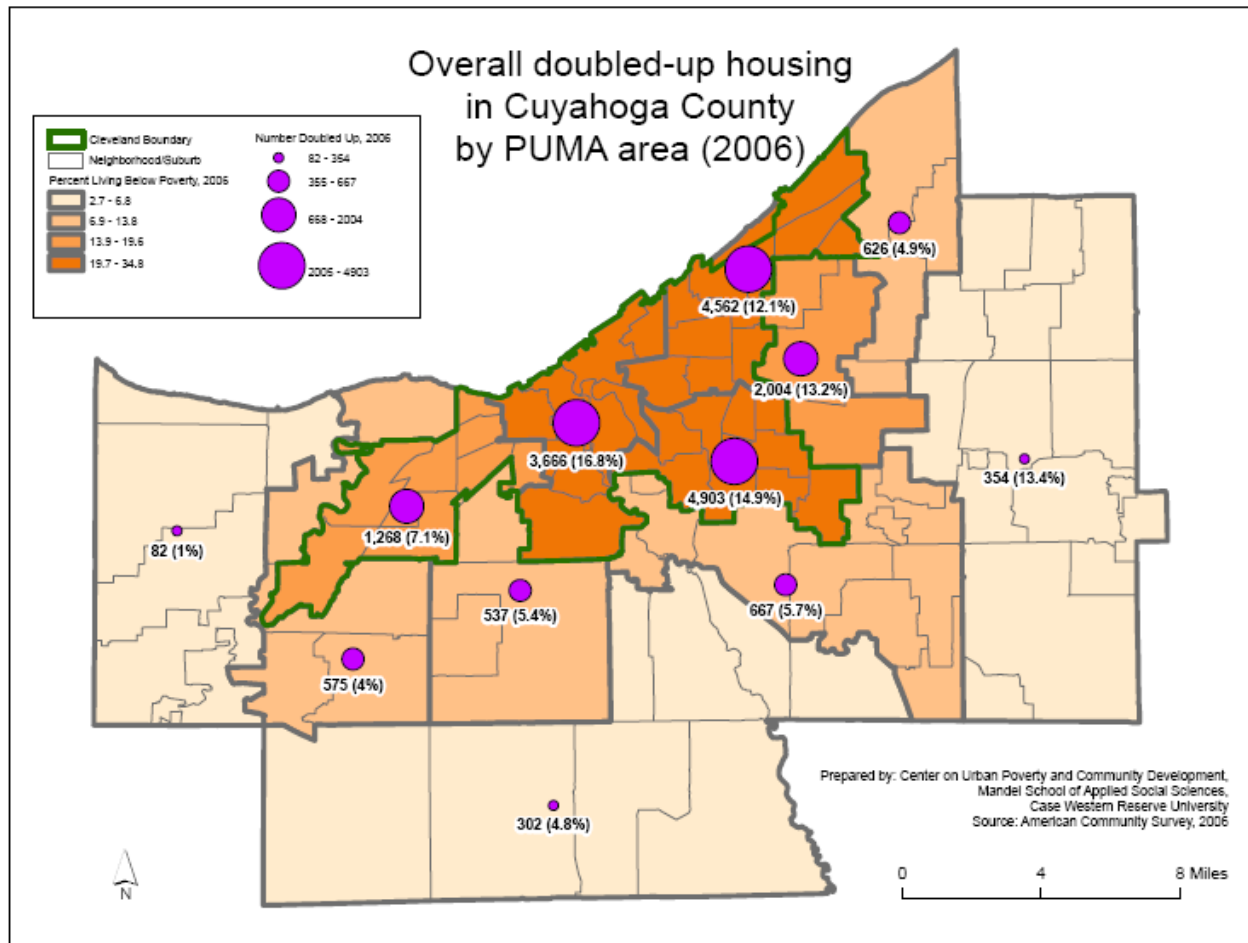 Overall doubled-up housing
in Cuyahoga County
by PUMA area (2006)
Cleveland Boundary
Neighborhood/Suburb
Percent Living Below Poverty, 2006
2.7 - 6.8
6.9 - 13.8
13.9 - 19.6
19.7 - 34.8
Number Doubled Up, 2006
82 - 354
355 - 667
668 - 2004
2005 - 4903
626 (4.9%)
4,562 (12.1%)
2,004 (13.2%)
3,666 (16.8%)
354 (13.4%)
4,903 (14.9%)
1,268 (7.1%)
82 (1%)
537 (5.4%)
667 (5.7%)
575 (4%)
302 (4.8%)
Prepared by: Center on Urban Poverty and Community Development,
Mandel School of Applied Social Sciences,
Case Western Reserve University
Source: American Community Survey, 2006
N
0 4 8 Miles